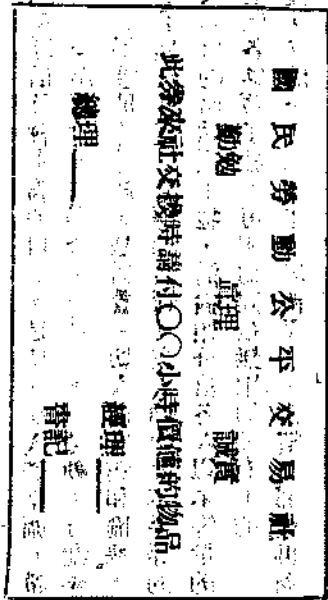 國民勞動公平交易社
勤勉 真理 誠實
此券於社交換時請付〇〇小時價值的物品
經理
總理
書記